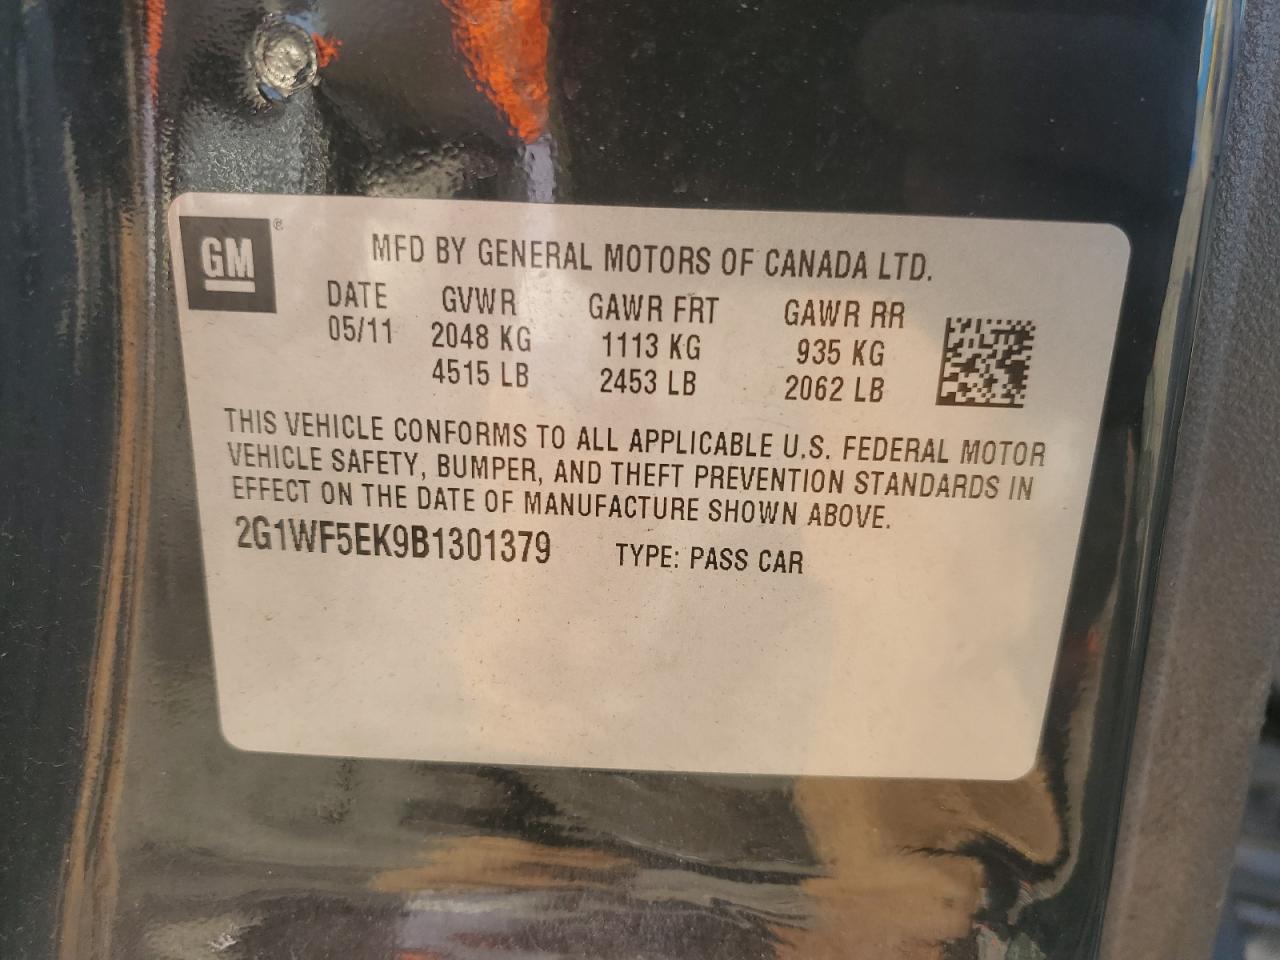 GM ®
MFD BY GENERAL MOTORS OF CANADA LTD.
DATE GVWR GAWR FRT GAWR RR
05/11 2048 KG 1113 KG 935 KG
4515 LB 2453 LB 2062 LB
THIS VEHICLE CONFORMS TO ALL APPLICABLE U.S. FEDERAL MOTOR
VEHICLE SAFETY, BUMPER, AND THEFT PREVENTION STANDARDS IN
EFFECT ON THE DATE OF MANUFACTURE SHOWN ABOVE.
2G1WF5EK9B1301379 TYPE: PASS CAR